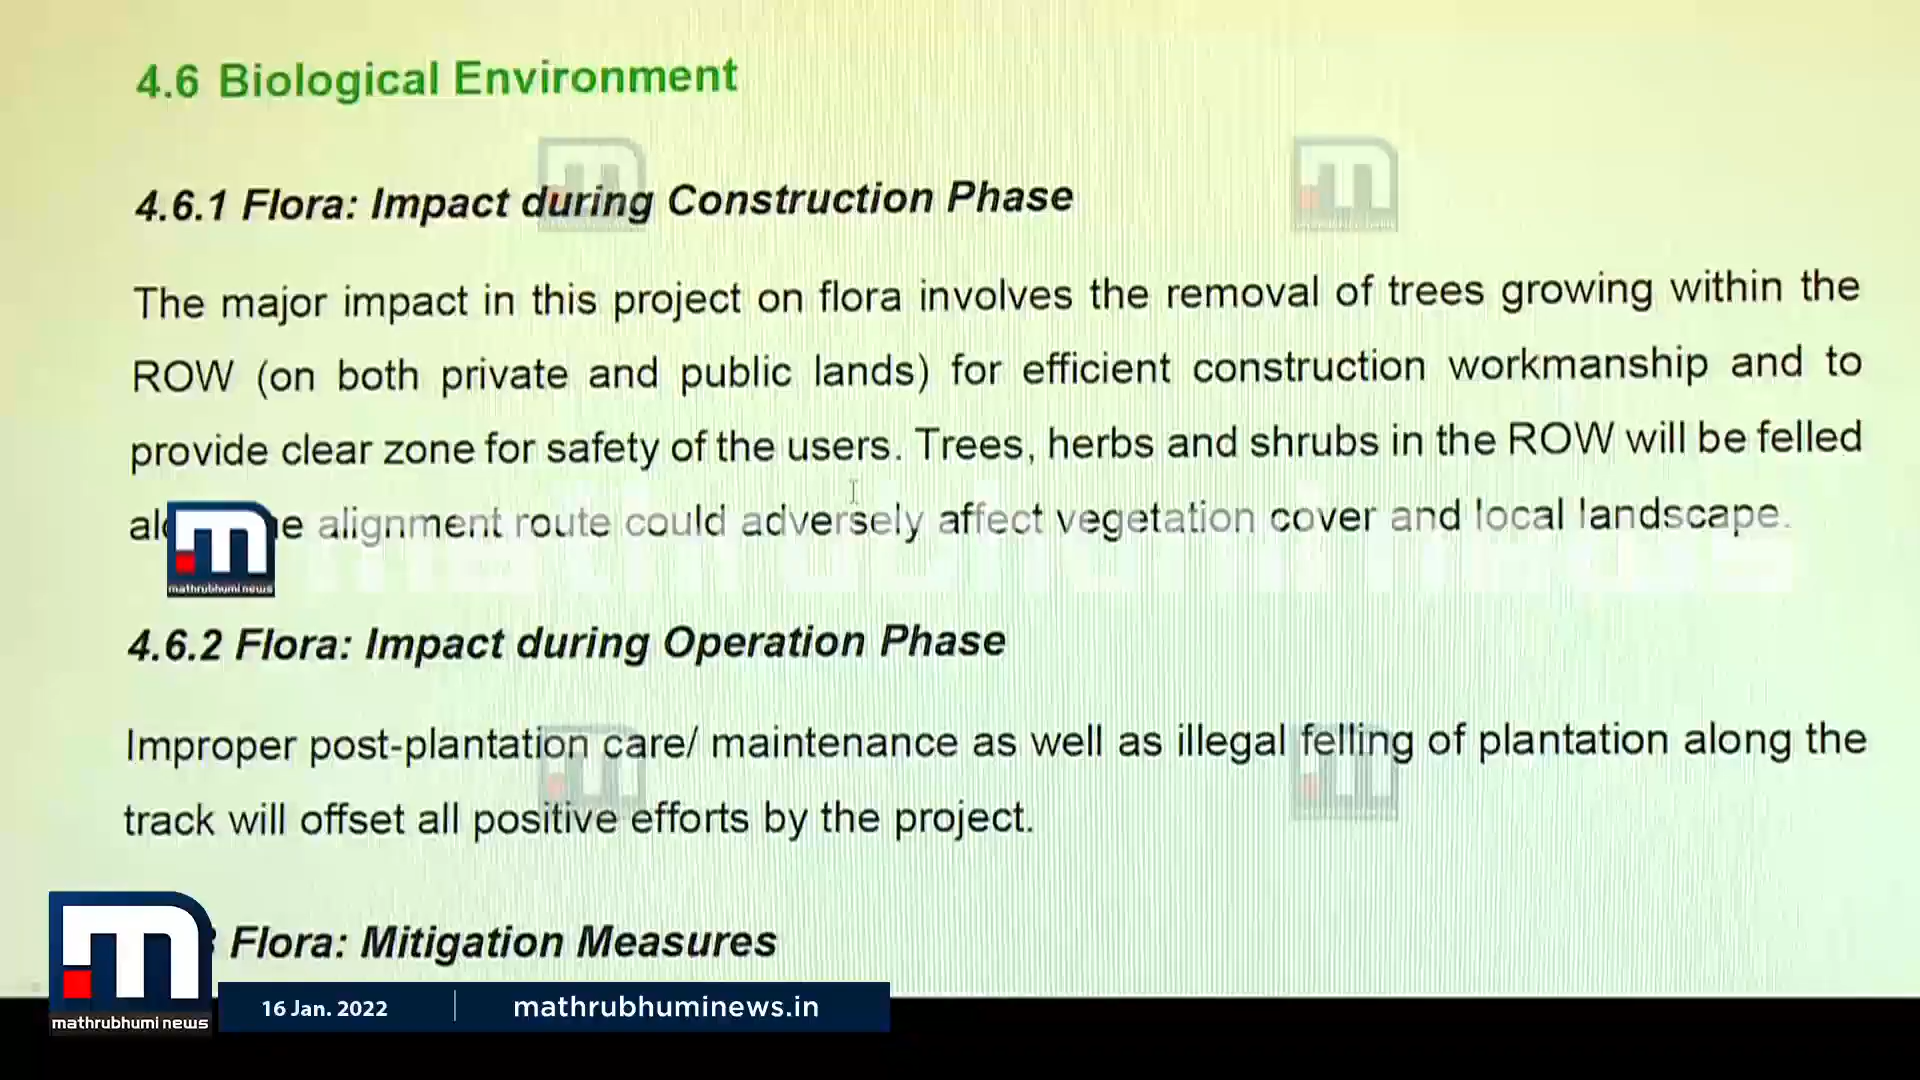 4.6 Biological Environment
4.6.1 Flora: Impact during Construction Phase
The major impact in this project on flora involves the removal of trees growing within the
ROW (on both private and public lands) for efficient construction workmanship and to
provide clear zone for safety of the users. Trees, herbs and shrubs in the ROW will be felled
alignment route could adversely affect vegetation cover and local landscape.
mathrubhumi news
4.6.2 Flora: Impact during Operation Phase
Improper post-plantation care/ maintenance as well as illegal felling of plantation along the
track will offset all positive efforts by the project.
Flora: Mitigation Measures
mathrubhumi news
16 Jan. 2022
mathrubhuminews.in